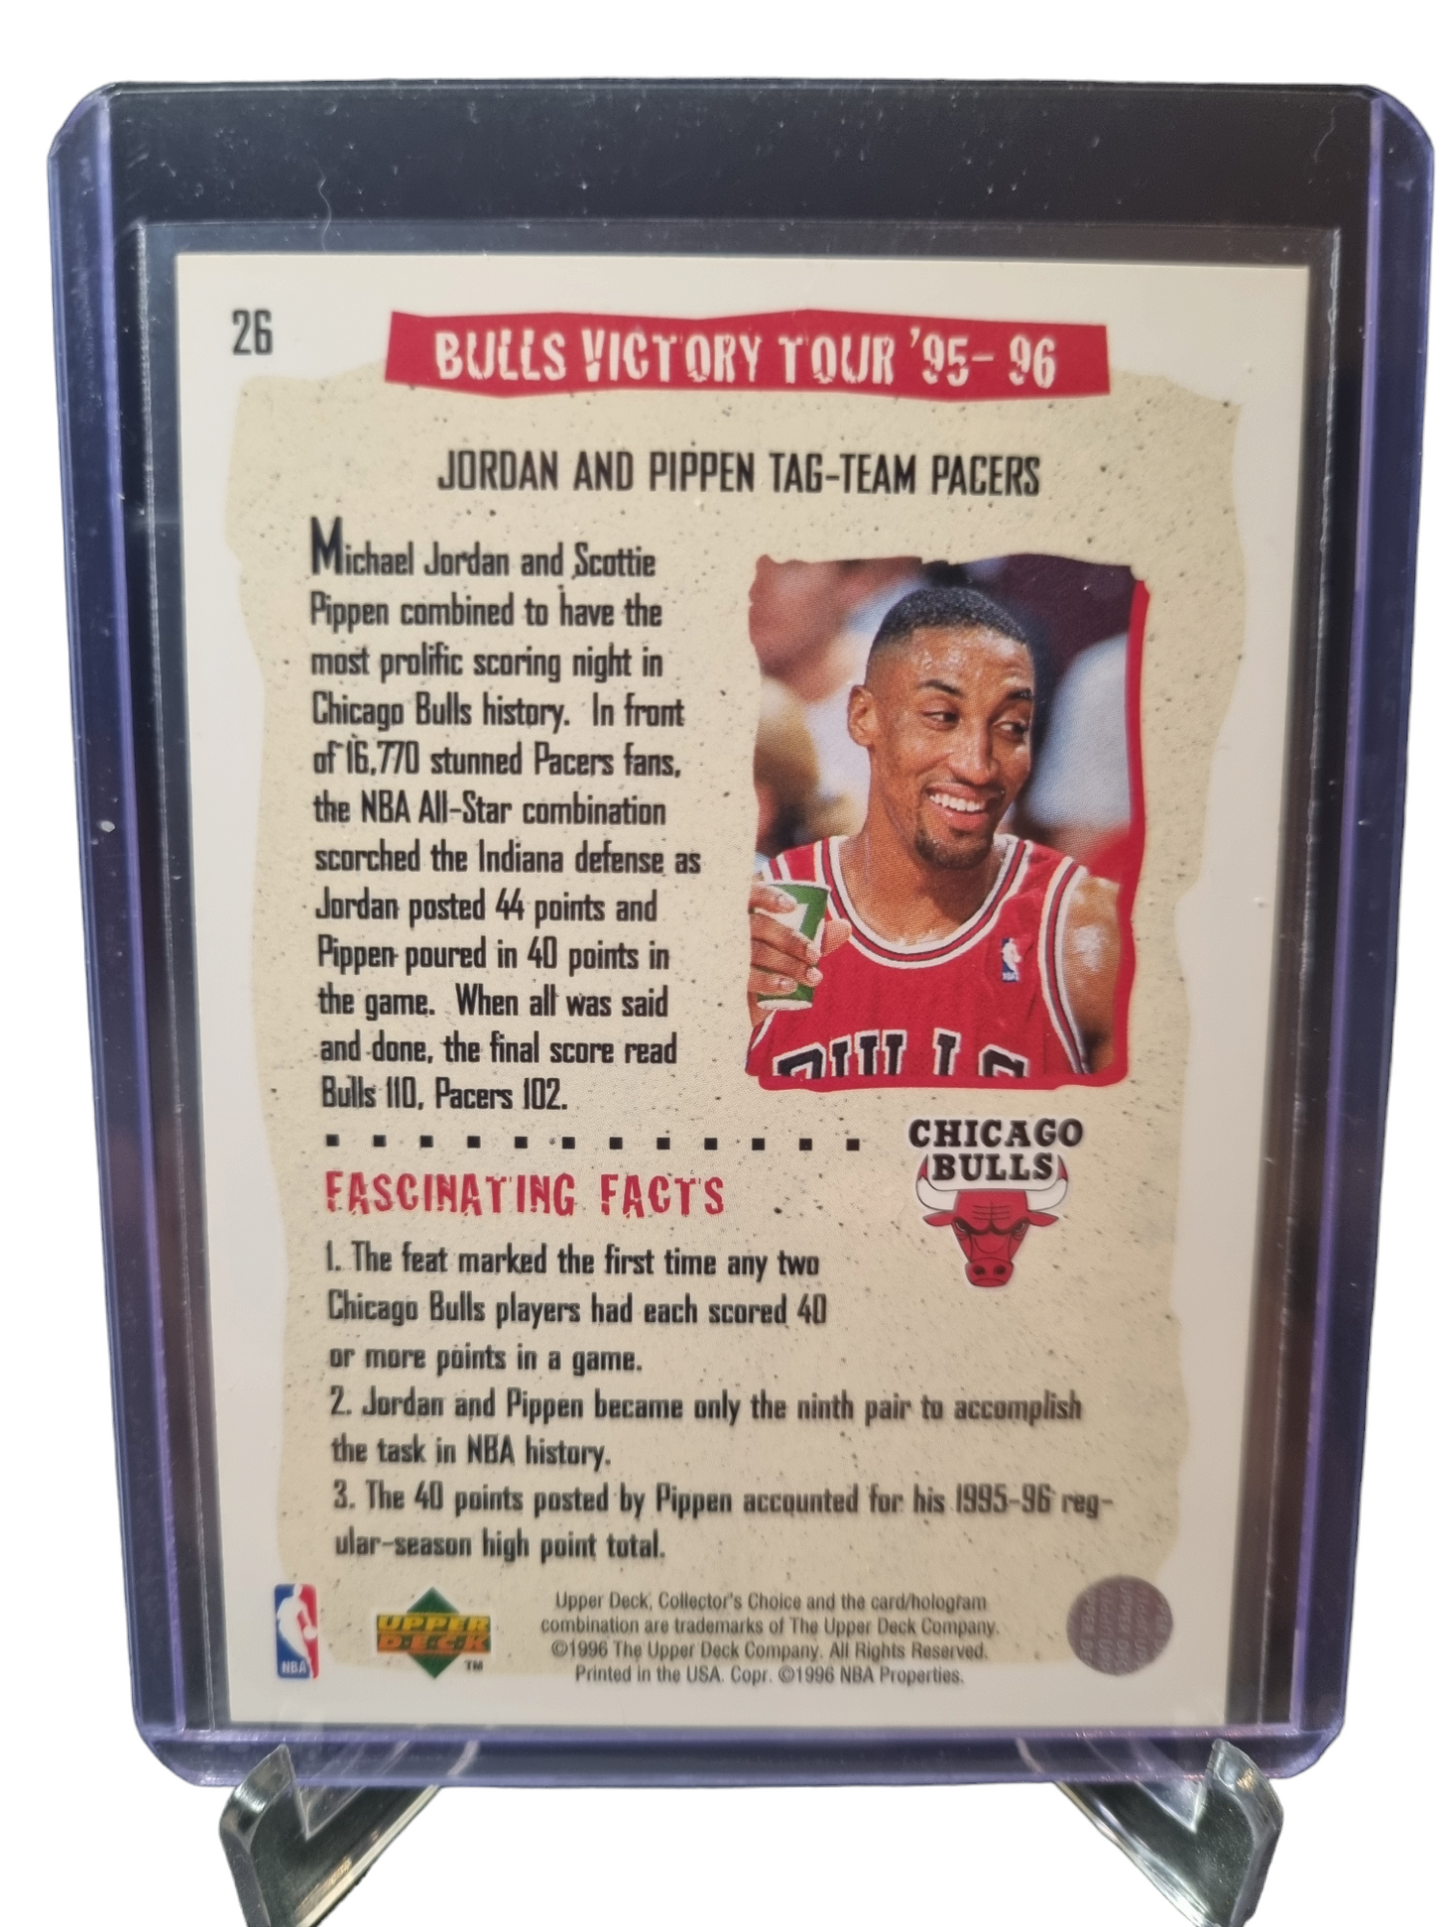 26
BULLS VICTORY TOUR '95-96
JORDAN AND PIPPEN TAG-TEAM PACERS
Michael Jordan and Scottie
Pippen combined to have the
most prolific scoring night in
Chicago Bulls history. In front
of 16,770 stunned Pacers fans,
the NBA All-Star combination
scorched the Indiana defense as
Jordan posted 44 points and
Pippen poured in 40 points in
the game. When all was said
and done, the final score read
Bulls 110, Pacers 102.
BULLS
CHICAGO
BULLS
FASCINATING FACTS
1. The feat marked the first time any two
Chicago Bulls players had each scored 40
or more points in a game.
2. Jordan and Pippen became only the ninth pair to accomplish
the task in NBA history.
3. The 40 points posted by Pippen accounted for his 1995-96 reg-
ular-season high point total.
NBA
UPPER
DECK
TM
Upper Deck, Collector's Choice and the card/hologram
combination are trademarks of The Upper Deck Company.
©1996 The Upper Deck Company. All Rights Reserved.
Printed in the USA. Copr. ©1996 NBA Properties.